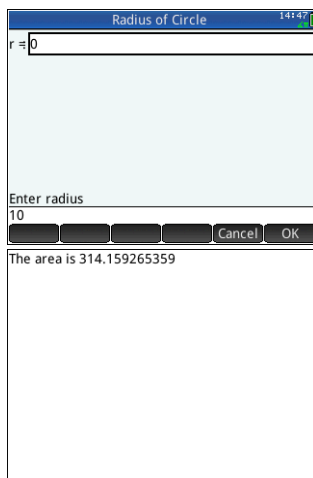 Radius of Circle 14:47
r = 0
Enter radius
10
Cancel OK
The area is 314.159265359